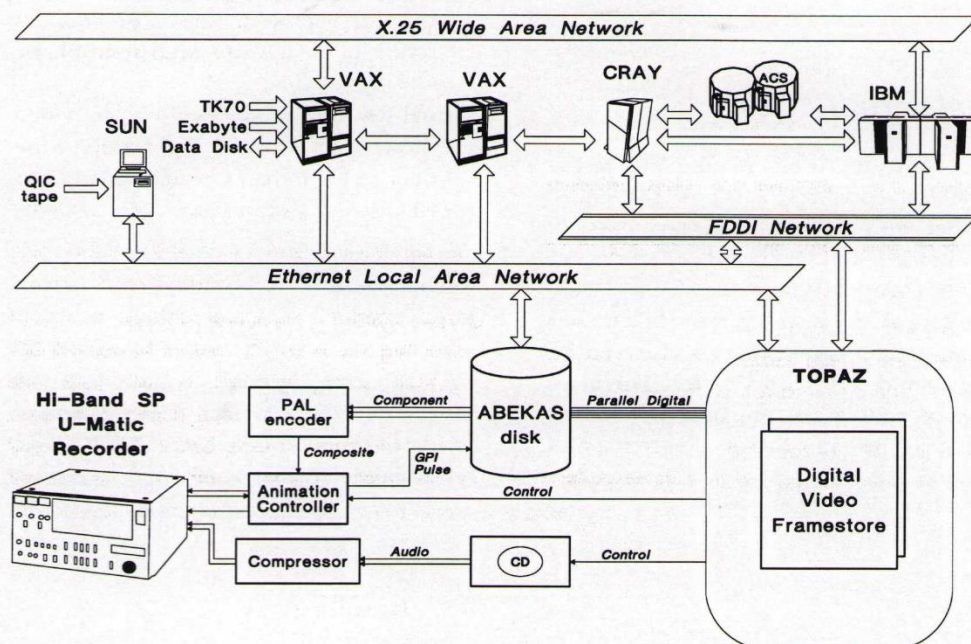 X.25 Wide Area Network
VAX
VAX
CRAY
ACS
IBM
TK70
Exabyte
Data Disk
SUN
QIC
tape
FDDI Network
Ethernet Local Area Network
TOPAZ
Hi-Band SP
U-Matic
Recorder
PAL
encoder
Component
ABEKAS
disk
Parallel Digital
Composite
GPI
Pulse
Digital
Video
Framestore
Animation
Controller
Control
Compressor
Audio
CD
Control